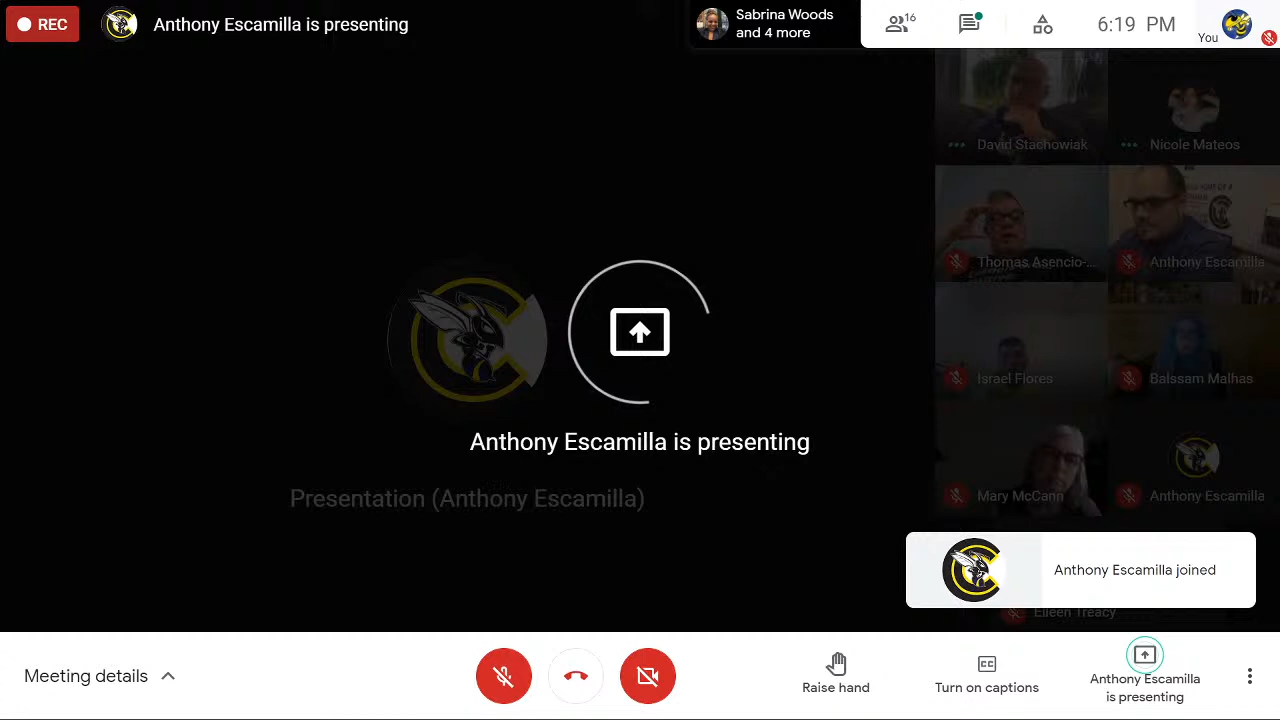 REC
Anthony Escamilla is presenting
Sabrina Woods
and 4 more
16
6:19 PM
You
David Stachowiak
Nicole Mateos
Thomas Asencio-...
Anthony Escamilla
Israel Flores
Balssam Malhas
Mary McCann
Anthony Escamilla
Anthony Escamilla is presenting
Presentation (Anthony Escamilla)
Anthony Escamilla joined
Eileen Treacy
Meeting details
Raise hand
CC
Turn on captions
Anthony Escamilla
is presenting